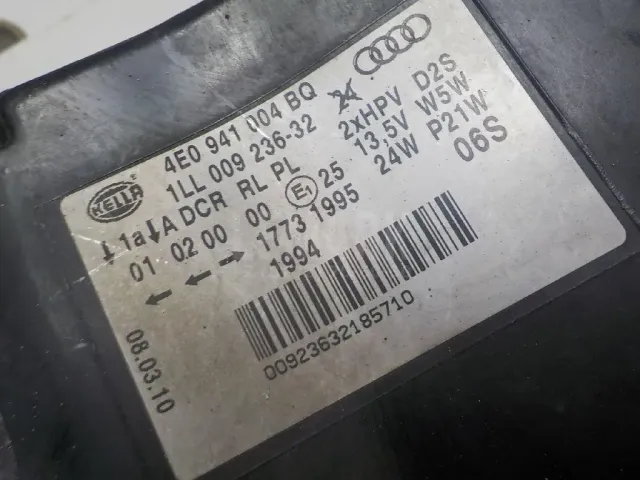 HELLA
4E0 941 004 BQ
1LL 009 236-32
2xHPV D2S
13,5V W5W
24W P21W
06S
1a A DCR RL PL
01 02 00 00 E1 25
1773 1995
1994
08.03.10
00923632185710